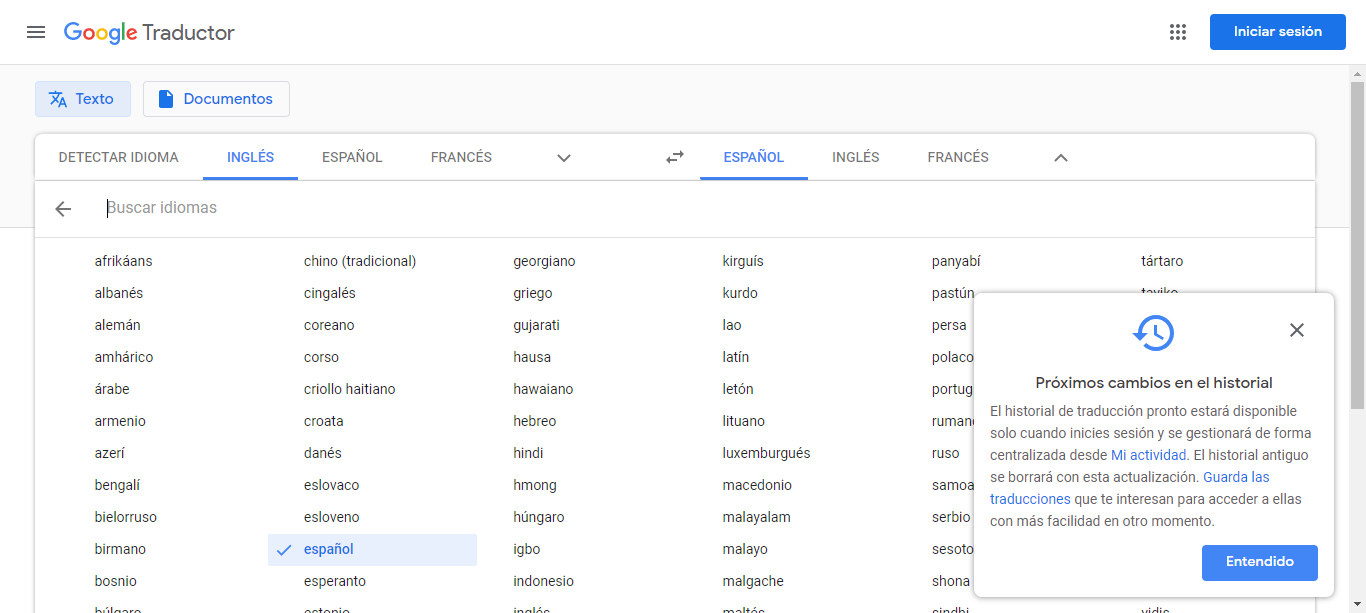 Google Traductor
Iniciar sesión
Texto
Documentos
DETECTAR IDIOMA INGLÉS ESPAÑOL FRANCÉS
ESPAÑOL INGLÉS FRANCÉS
Buscar idiomas
afrikáans
albanés
alemán
amhárico
árabe
armenio
azerí
bengalí
bielorruso
birmano
bosnio
búlgaro
chino (tradicional)
cingalés
coreano
corso
criollo haitiano
croata
danés
eslovaco
esloveno
español
esperanto
estonio
georgiano
griego
gujarati
hausa
hawaiano
hebreo
hindi
hmong
húngaro
igbo
indonesio
inglés
kirguís
kurdo
lao
latín
letón
lituano
luxemburgués
macedonio
malayalam
malayo
malgache
maltés
panyabí
pastún
persa
polaco
portug
ruman
ruso
samoa
serbio
sesoto
shona
sindhi
tártaro
tayiko
yidis
Próximos cambios en el historial
El historial de traducción pronto estará disponible
solo cuando inicies sesión y se gestionará de forma
centralizada desde Mi actividad. El historial antiguo
se borrará con esta actualización. Guarda las
traducciones que te interesan para acceder a ellas
con más facilidad en otro momento.
Entendido